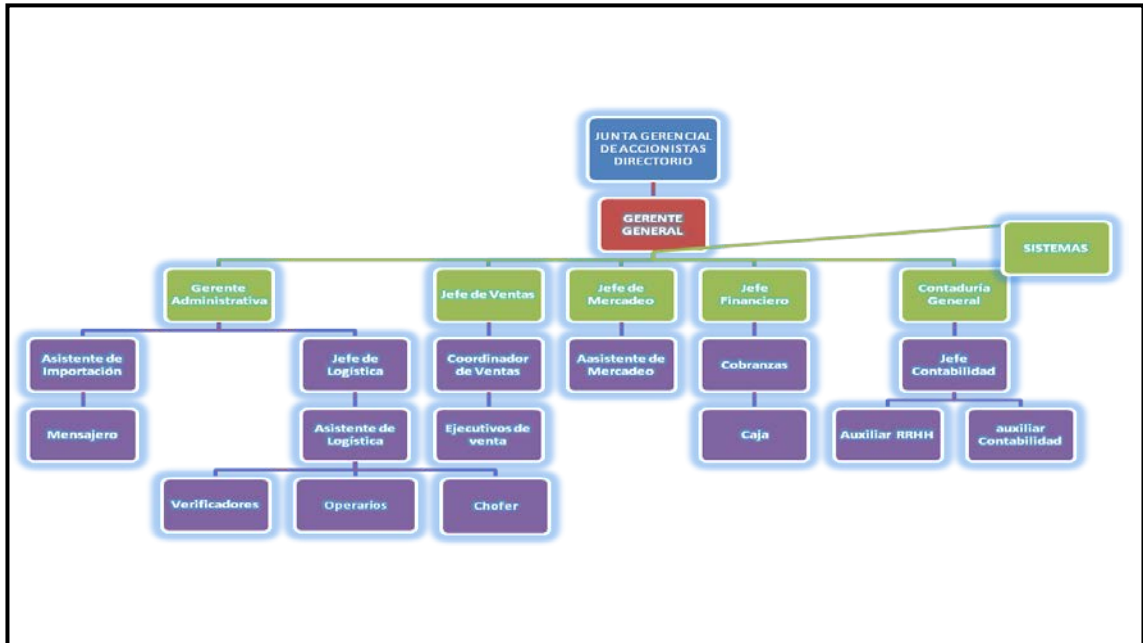 JUNTA GERENCIAL
DE ACCIONISTAS
DIRECTORIO
GERENTE
GENERAL
SISTEMAS
Gerente
Administrativa
Jefe de Ventas
Jefe de
Mercadeo
Jefe
Financiero
Contaduría
General
Asistente de
Importación
Jefe de
Logística
Coordinador
de Ventas
Aasistente de
Mercadeo
Cobranzas
Jefe
Contabilidad
Mensajero
Asistente de
Logística
Ejecutivos de
venta
Caja
Auxiliar RRHH
auxiliar
Contabilidad
Verificadores
Operarios
Chofer